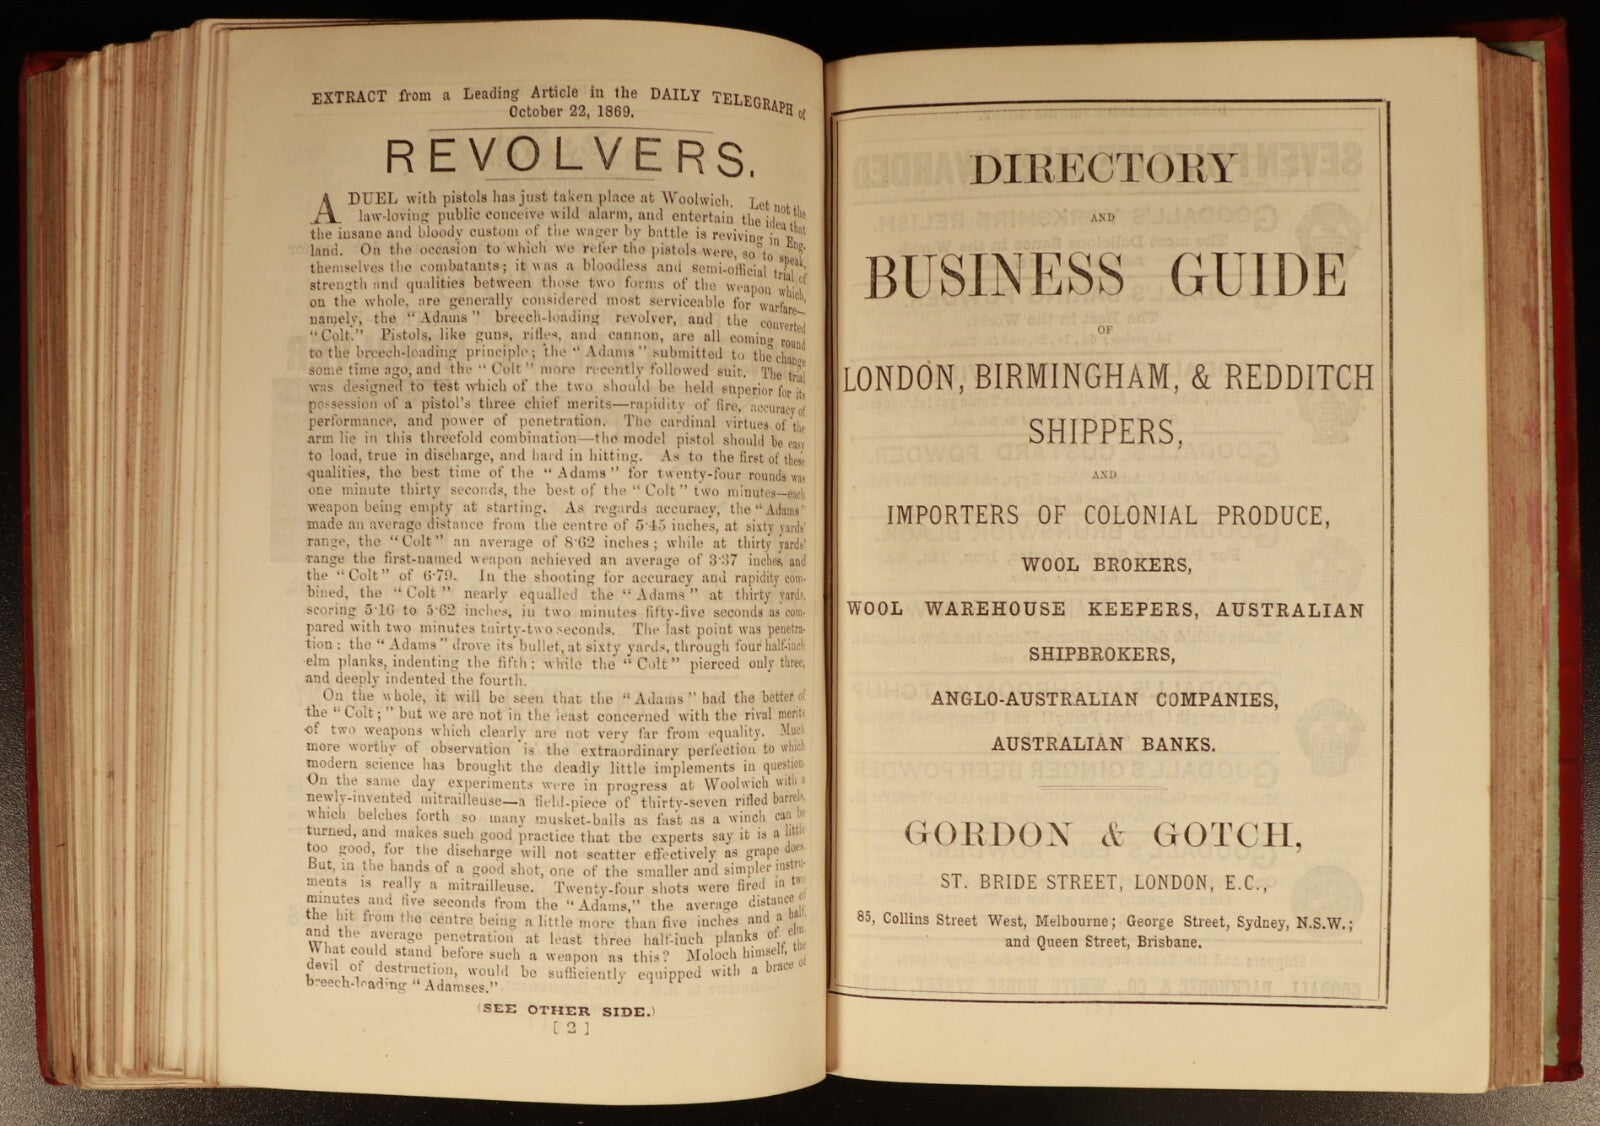 EXTRACT from a Leading Article in the DAILY TELEGRAPH of
October 22, 1869.
REVOLVERS.
A DUEL with pistols has just taken place at Woolwich. Let not the
law-loving public conceive wild alarm, and entertain the idea that
the insane and bloody custom of the wager by battle is reviving in Eng-
land. On the occasion to which we refer the pistols were, so to speak,
themselves the combatants; it was a bloodless and semi-official trial of
strength and qualities between those two forms of the weapon which,
on the whole, are generally considered most serviceable for warfare—
namely, the "Adams" breech-loading revolver, and the converted
"Colt." Pistols, like guns, rifles, and cannon, are all coming round
to the breech-loading principle; the "Adams" submitted to the change
some time ago, and the "Colt" more recently followed suit. The trial
was designed to test which of the two should be held superior for its
possession of a pistol's three chief merits—rapidity of fire, accuracy of
performance, and power of penetration. The cardinal virtues of the
arm lie in this threefold combination—the model pistol should be easy
to load, true in discharge, and hard in hitting. As to the first of these
qualities, the best time of the "Adams" for twenty-four rounds was
one minute thirty seconds, the best of the "Colt" two minutes—each
weapon being empty at starting. As regards accuracy, the "Adams"
made an average distance from the centre of 5·45 inches, at sixty yards'
range, the "Colt" an average of 8·62 inches; while at thirty yards'
range the first-named weapon achieved an average of 3·37 inches, and
the "Colt" of 6·79. In the shooting for accuracy and rapidity com-
bined, the "Colt" nearly equalled the "Adams" at thirty yards,
scoring 5·16 to 5·62 inches, in two minutes fifty-five seconds as com-
pared with two minutes thirty-two seconds. The last point was penetra-
tion: the "Adams" drove its bullet, at sixty yards, through four half-inch
elm planks, indenting the fifth; while the "Colt" pierced only three,
and deeply indented the fourth.
On the whole, it will be seen that the "Adams" had the better of
the "Colt;" but we are not in the least concerned with the rival merits
of two weapons which clearly are not very far from equality. Much
more worthy of observation is the extraordinary perfection to which
modern science has brought the deadly little implements in question.
On the same day experiments were in progress at Woolwich with a
newly-invented mitrailleuse—a field-piece of thirty-seven rifled barrels,
which belches forth so many musket-balls as fast as a winch can be
turned, and makes such good practice that the experts say it is a little
too good, for the discharge will not scatter effectively as grape does.
But, in the hands of a good shot, one of the smaller and simpler instru-
ments is really a mitrailleuse. Twenty-four shots were fired in two
minutes and five seconds from the "Adams," the average distance of
the hit from the centre being a little more than five inches and a half,
and the average penetration at least three half-inch planks of elm.
What could stand before such a weapon as this? Moloch himself, the
devil of destruction, would be sufficiently equipped with a brace of
breech-leading "Adamses."
(SEE OTHER SIDE.)
[ 2 ]
DIRECTORY
AND
BUSINESS GUIDE
OF
LONDON, BIRMINGHAM, & REDDITCH
SHIPPERS,
AND
IMPORTERS OF COLONIAL PRODUCE,
WOOL BROKERS,
WOOL WAREHOUSE KEEPERS, AUSTRALIAN
SHIPBROKERS,
ANGLO-AUSTRALIAN COMPANIES,
AUSTRALIAN BANKS.
GORDON & GOTCH,
ST. BRIDE STREET, LONDON, E.C.,
85, Collins Street West, Melbourne; George Street, Sydney, N.S.W.;
and Queen Street, Brisbane.